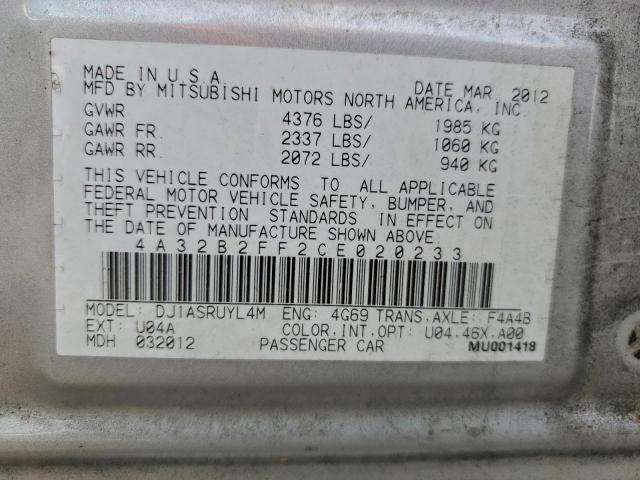 MADE IN U.S.A DATE MAR 2012
MFD BY MITSUBISHI MOTORS NORTH AMERICA, INC.
GVWR 4376 LBS/ 1985 KG
GAWR FR. 2337 LBS/ 1060 KG
GAWR RR. 2072 LBS/ 940 KG
THIS VEHICLE CONFORMS TO ALL APPLICABLE
FEDERAL MOTOR VEHICLE SAFETY, BUMPER, AND
THEFT PREVENTION STANDARDS IN EFFECT ON
THE DATE OF MANUFACTURE SHOWN ABOVE.
4A32B2FF2CE020233
MODEL: DJ1ASRUYL4M ENG: 4G69 TRANS.AXLE: F4A4B
EXT: U04A COLOR.INT.OPT: U04.46X.A00
MDH 032012 PASSENGER CAR MU001418